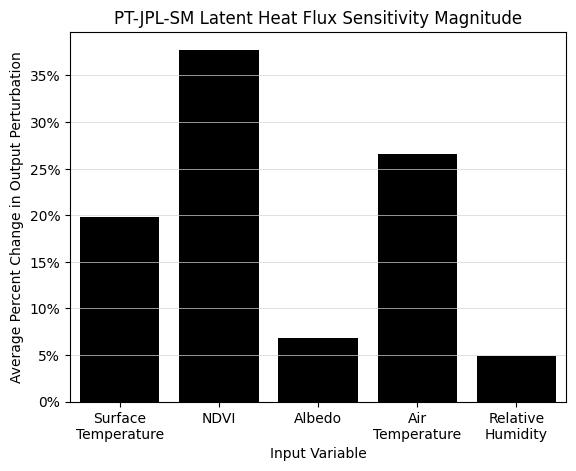 PT-JPL-SM Latent Heat Flux Sensitivity Magnitude
Average Percent Change in Output Perturbation
35%
30%
25%
20%
15%
10%
5%
0%
Surface
Temperature
NDVI
Albedo
Air
Temperature
Relative
Humidity
Input Variable